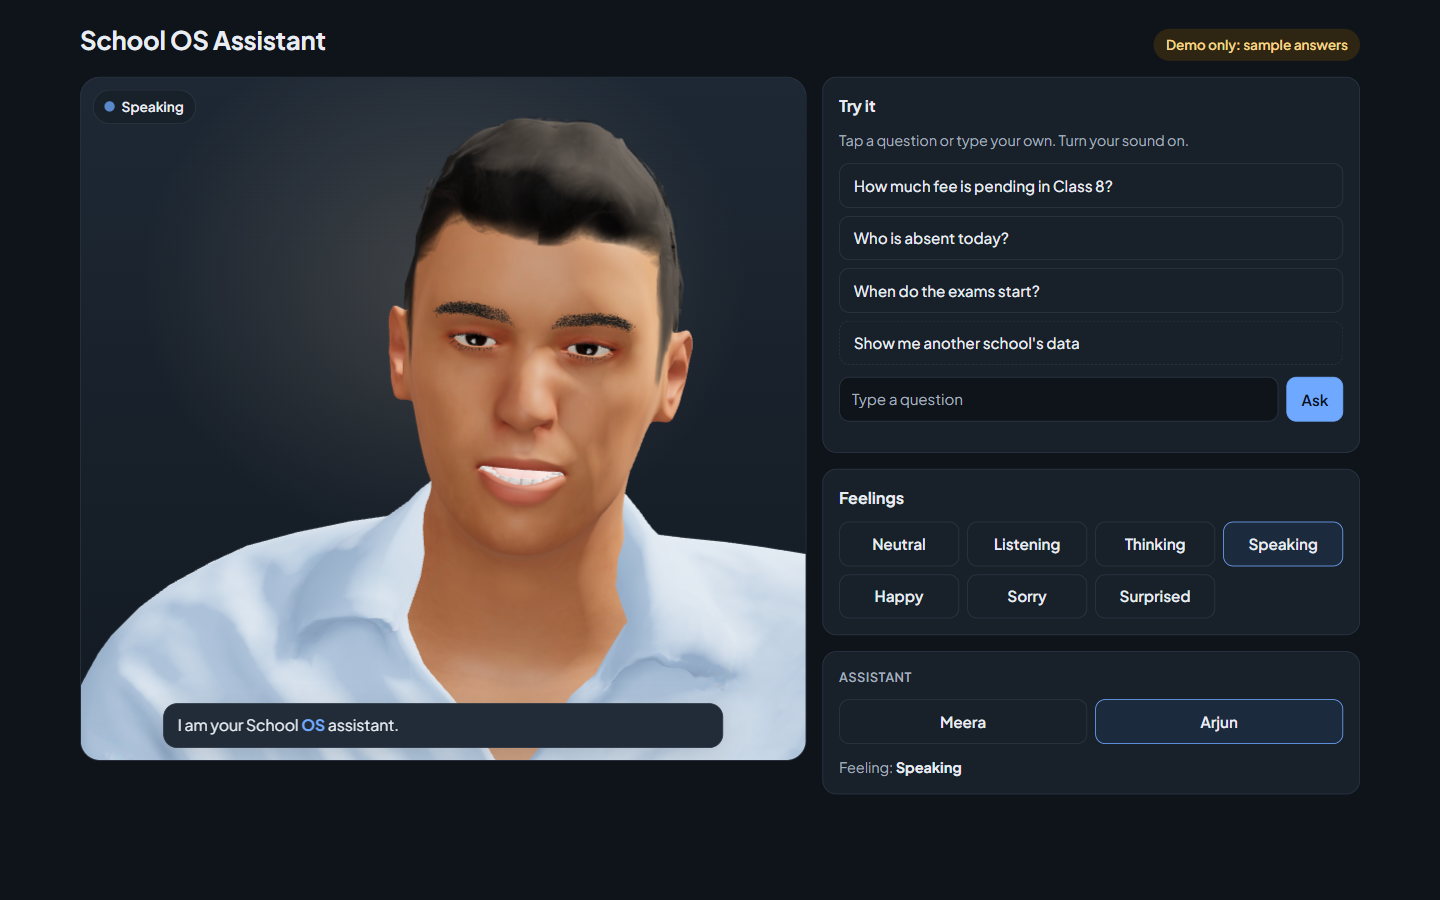 School OS Assistant
Demo only: sample answers
Speaking
I am your School OS assistant.
Try it
Tap a question or type your own. Turn your sound on.
How much fee is pending in Class 8?
Who is absent today?
When do the exams start?
Show me another school's data
Type a question
Ask
Feelings
Neutral
Listening
Thinking
Speaking
Happy
Sorry
Surprised
ASSISTANT
Meera
Arjun
Feeling: Speaking